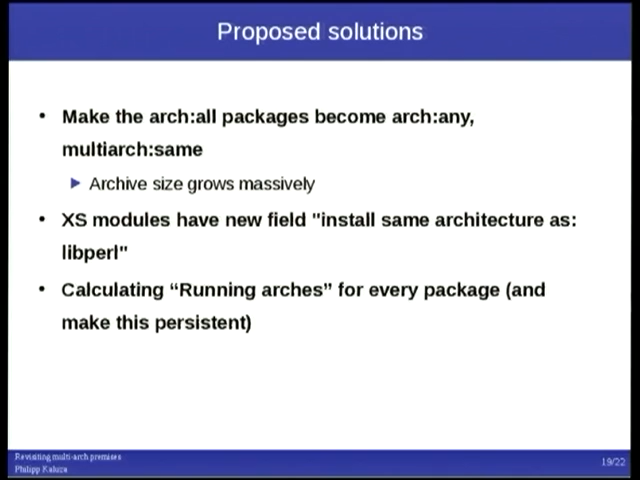 Proposed solutions
• Make the arch:all packages become arch:any,
multiarch:same
▶ Archive size grows massively
• XS modules have new field "install same architecture as:
libperl"
• Calculating “Running arches” for every package (and
make this persistent)
Revisiting multi-arch premises
Philipp Kaluza
19/22